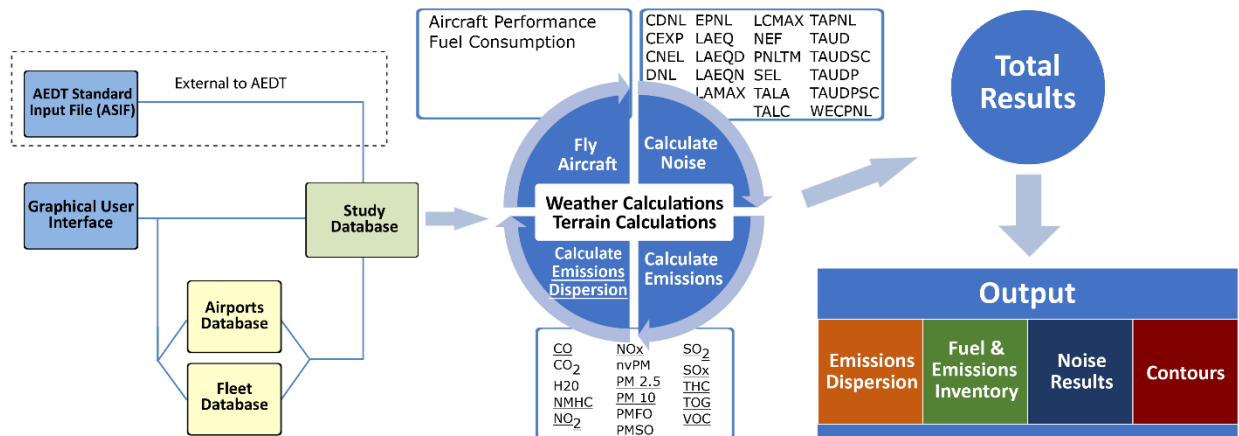 External to AEDT
AEDT Standard
Input File (ASIF)
Graphical User
Interface
Airports
Database
Fleet
Database
Study
Database
Aircraft Performance
Fuel Consumption
CDNL EPNL LCMAX TAPNL
CEXP LAEQ NEF TAUD
CNEL LAEQD PNLTM TAUDSC
DNL LAEQN SEL TAUDP
LAMAX TALA TAUDPSC
TALC WECPNL
Fly
Aircraft
Calculate
Noise
Weather Calculations
Terrain Calculations
Calculate
Emissions
Dispersion
Calculate
Emissions
CO NOx SO2
CO2 nvPM SOx
H20 PM 2.5 THC
NMHC PM 10 TOG
NO2 PMFO VOC
PMSO
Total
Results
Output
Emissions
Dispersion
Fuel &
Emissions
Inventory
Noise
Results
Contours